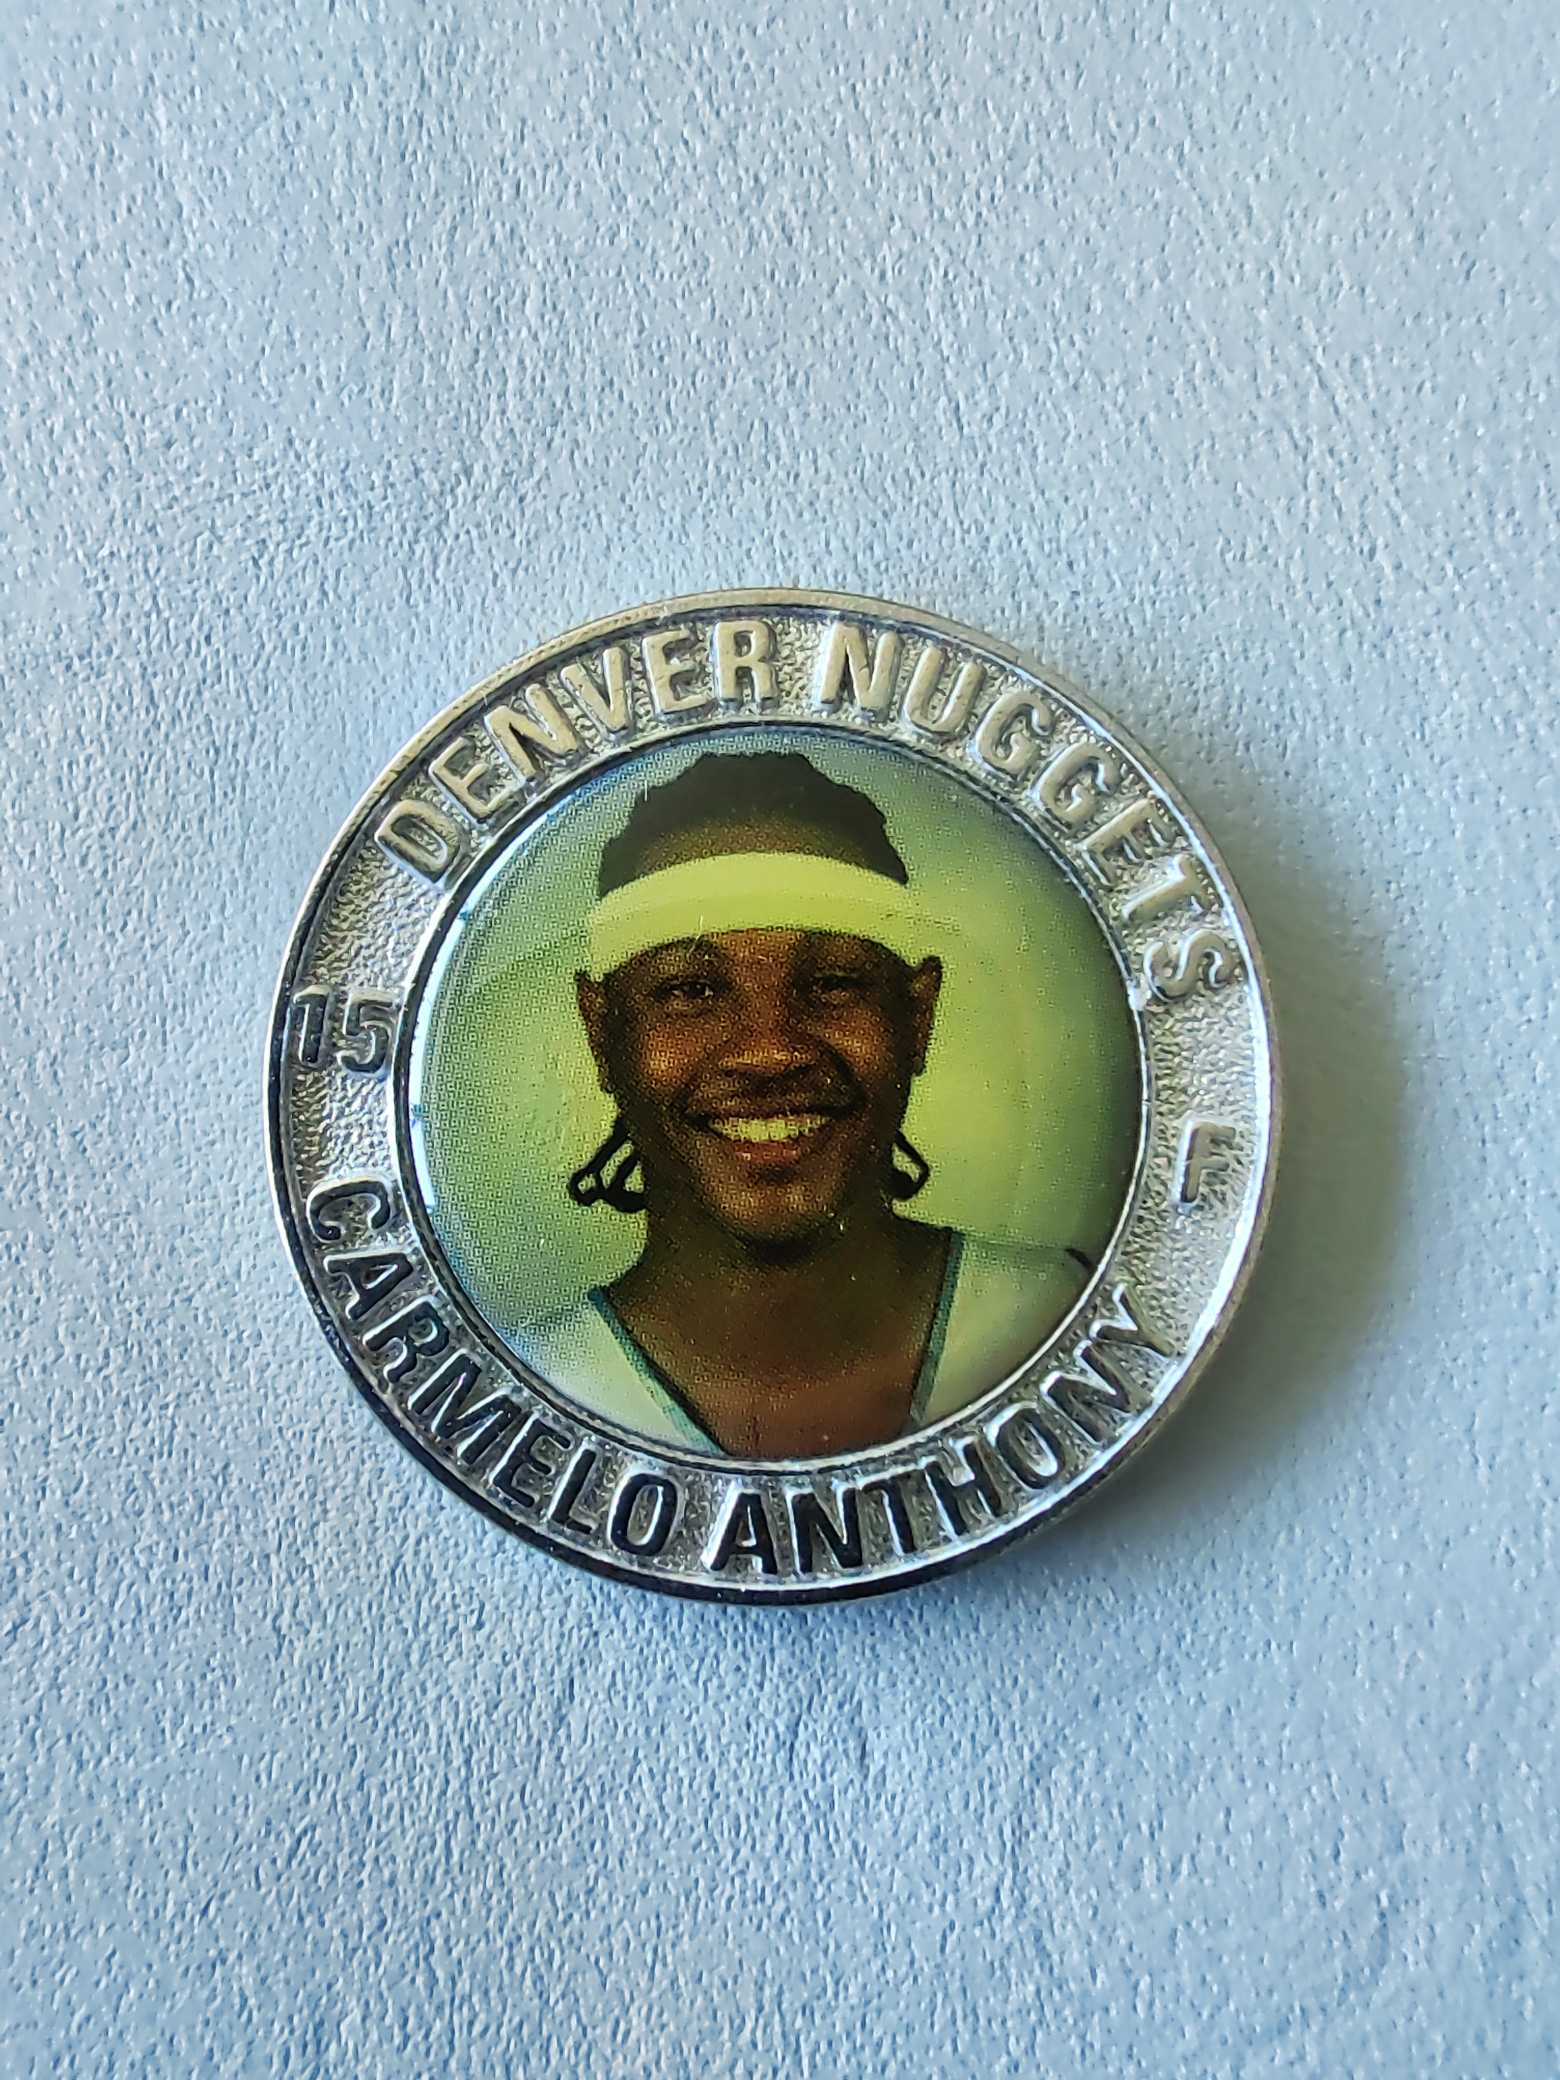 DENVER NUGGETS
15
F
CARMELO ANTHONY